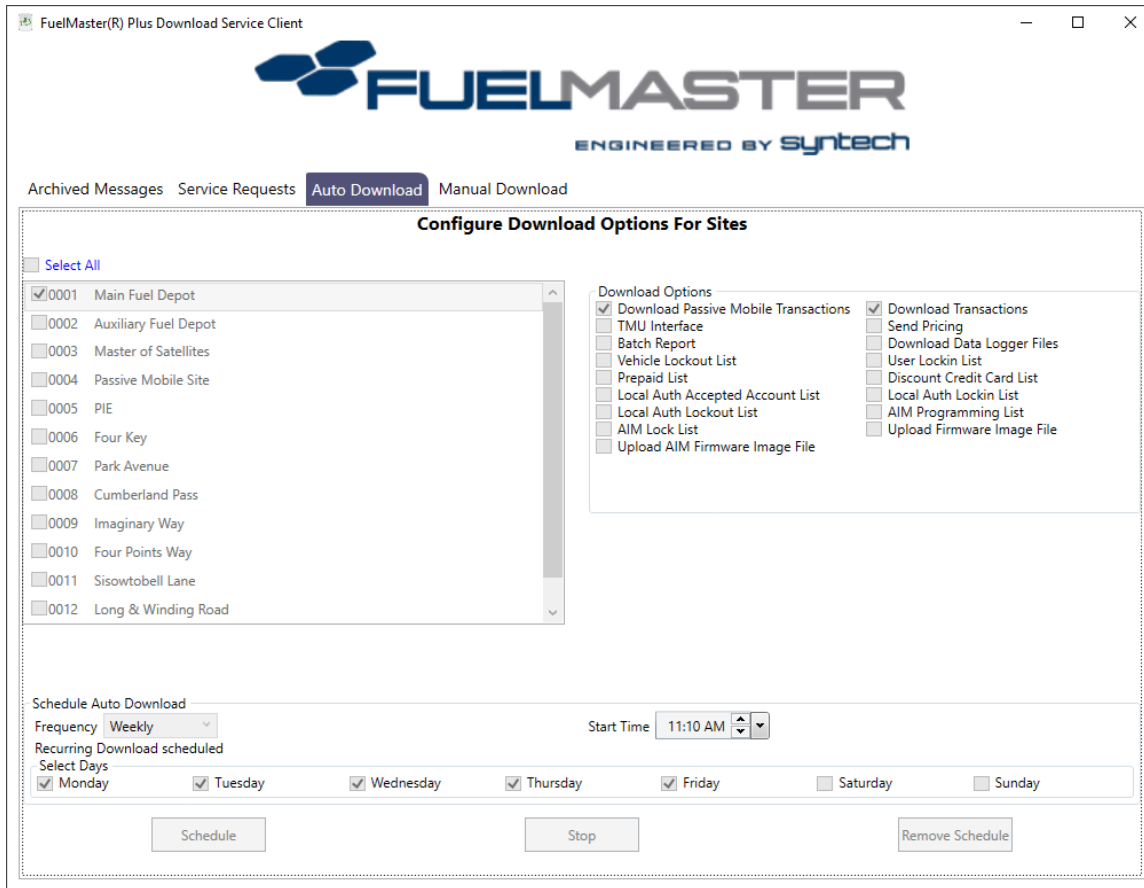 FuelMaster(R) Plus Download Service Client
FUELMASTER
ENGINEERED BY syntech
Archived Messages Service Requests Auto Download Manual Download
Configure Download Options For Sites
Select All
0001 Main Fuel Depot
0002 Auxiliary Fuel Depot
0003 Master of Satellites
0004 Passive Mobile Site
0005 PIE
0006 Four Key
0007 Park Avenue
0008 Cumberland Pass
0009 Imaginary Way
0010 Four Points Way
0011 Sisowtobell Lane
0012 Long & Winding Road
Download Options
Download Passive Mobile Transactions Download Transactions
TMU Interface Send Pricing
Batch Report Download Data Logger Files
Vehicle Lockout List User Lockin List
Prepaid List Discount Credit Card List
Local Auth Accepted Account List Local Auth Lockin List
Local Auth Lockout List AIM Programming List
AIM Lock List Upload Firmware Image File
Upload AIM Firmware Image File
Schedule Auto Download
Frequency Weekly Start Time 11:10 AM
Recurring Download scheduled
Select Days
Monday Tuesday Wednesday Thursday Friday Saturday Sunday
Schedule Stop Remove Schedule